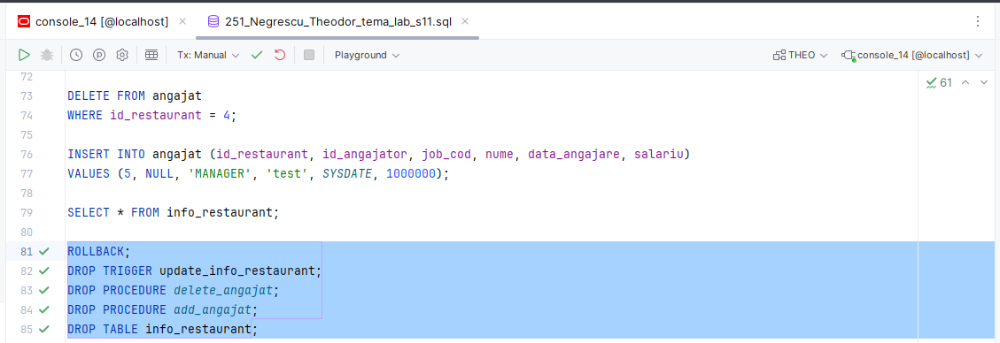 console_14 [@localhost] 251_Negrescu_Theodor_tema_lab_s11.sql
Tx: Manual Playground THEO console_14 [@localhost]
72
73 DELETE FROM angajat
74 WHERE id_restaurant = 4;
75
76 INSERT INTO angajat (id_restaurant, id_angajator, job_cod, nume, data_angajare, salariu)
77 VALUES (5, NULL, 'MANAGER', 'test', SYSDATE, 1000000);
78
79 SELECT * FROM info_restaurant;
80
81 ROLLBACK;
82 DROP TRIGGER update_info_restaurant;
83 DROP PROCEDURE delete_angajat;
84 DROP PROCEDURE add_angajat;
85 DROP TABLE info_restaurant;
61